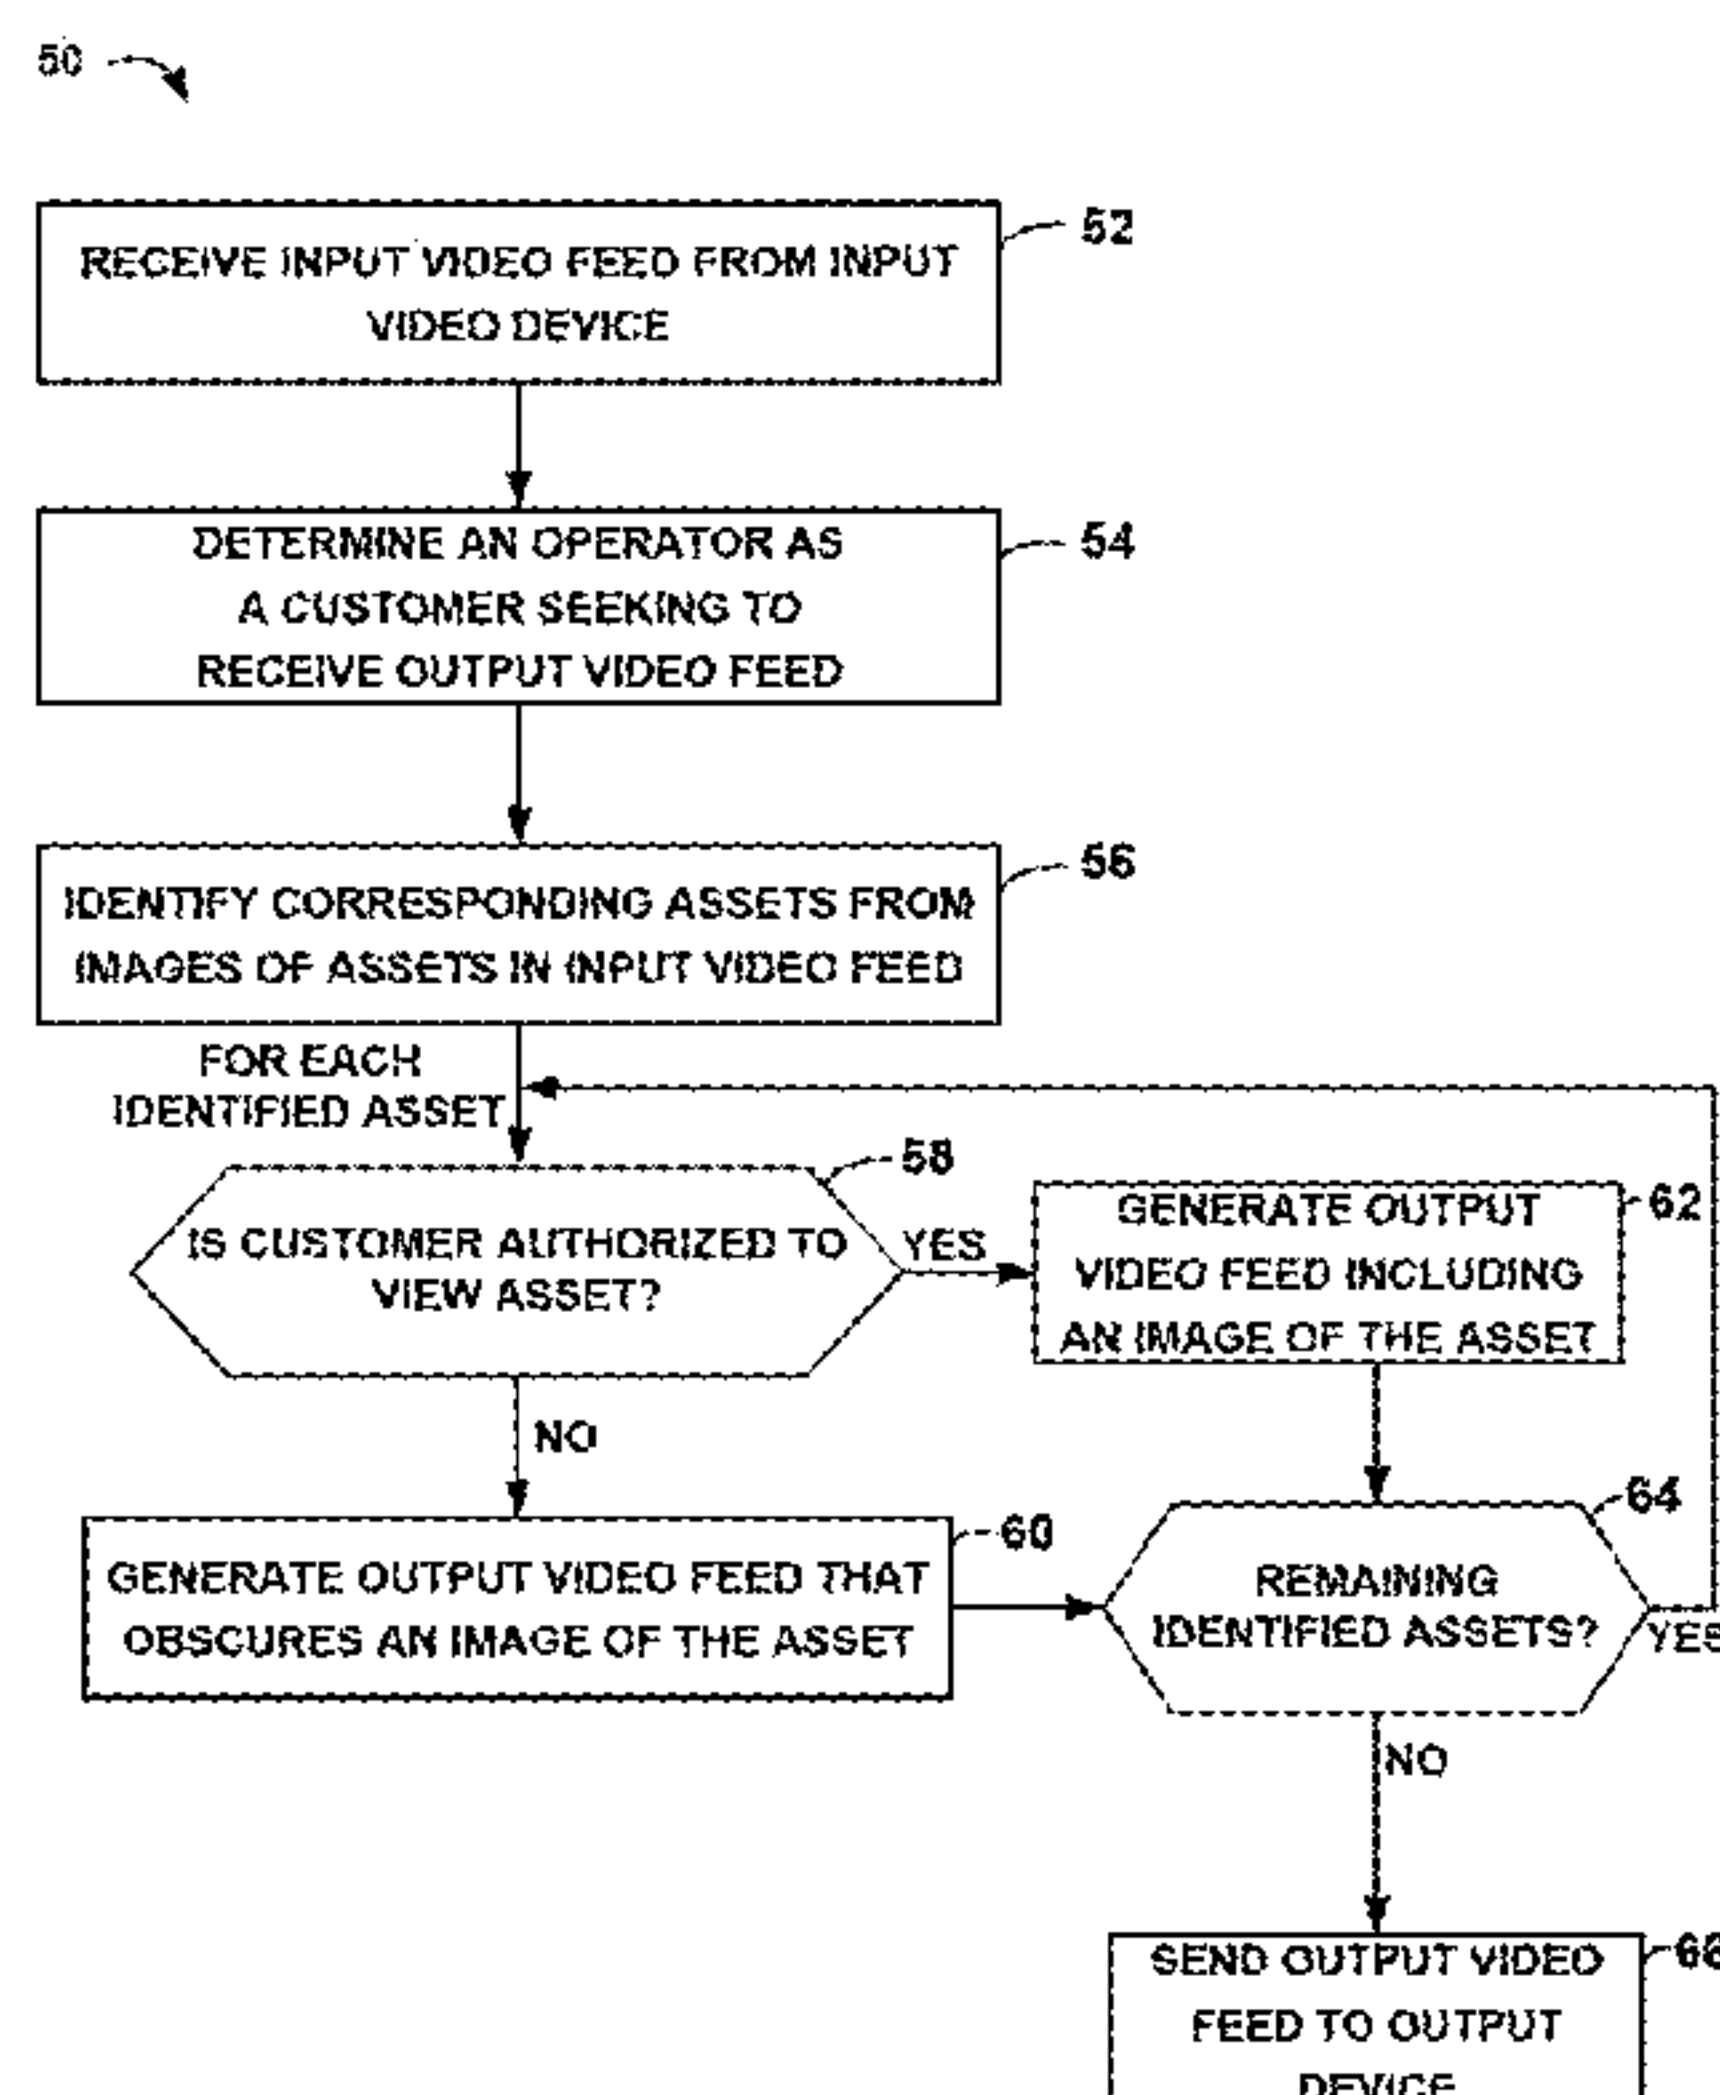 50
RECEIVE INPUT VIDEO FEED FROM INPUT
VIDEO DEVICE
52
DETERMINE AN OPERATOR AS
A CUSTOMER SEEKING TO
RECEIVE OUTPUT VIDEO FEED
54
IDENTIFY CORRESPONDING ASSETS FROM
IMAGES OF ASSETS IN INPUT VIDEO FEED
56
FOR EACH
IDENTIFIED ASSET
IS CUSTOMER AUTHORIZED TO
VIEW ASSET?
58
YES
GENERATE OUTPUT
VIDEO FEED INCLUDING
AN IMAGE OF THE ASSET
62
NO
GENERATE OUTPUT VIDEO FEED THAT
OBSCURES AN IMAGE OF THE ASSET
60
REMAINING
IDENTIFIED ASSETS?
64
YES
NO
SEND OUTPUT VIDEO
FEED TO OUTPUT
DEVICE